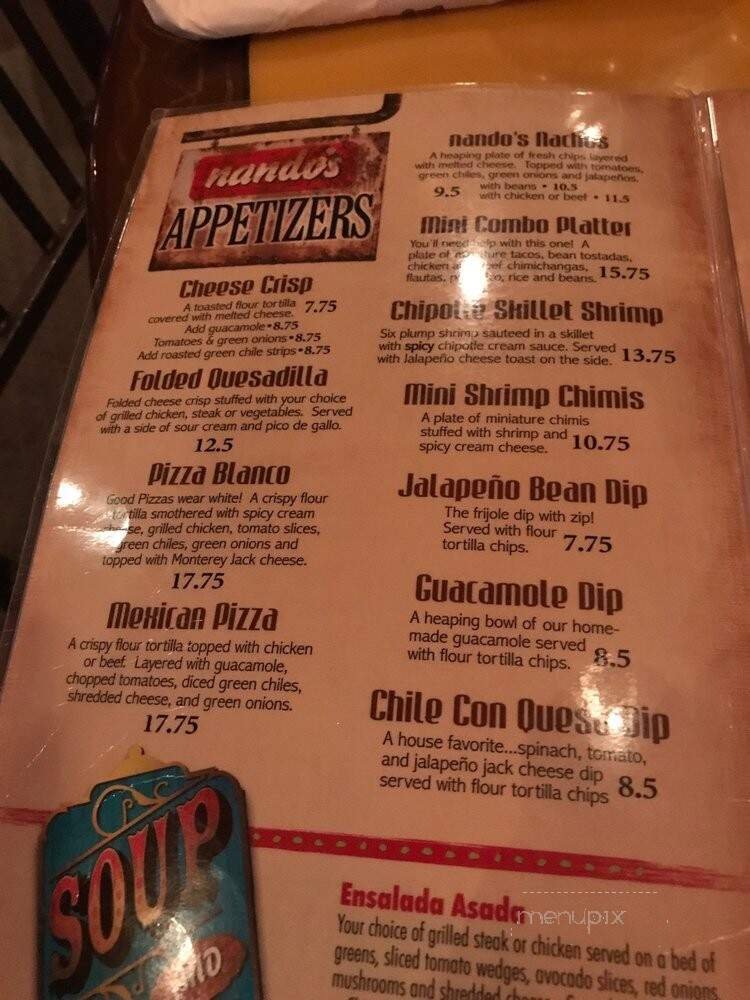 nando's
APPETIZERS
Cheese Crisp
A toasted flour tortilla
covered with melted cheese. 7.75
Add guacamole • 8.75
Tomatoes & green onions • 8.75
Add roasted green chile strips • 8.75
Folded Quesadilla
Folded cheese crisp stuffed with your choice
of grilled chicken, steak or vegetables. Served
with a side of sour cream and pico de gallo.
12.5
Pizza Blanco
Good Pizzas wear white! A crispy flour
tortilla smothered with spicy cream
cheese, grilled chicken, tomato slices,
green chiles, green onions and
topped with Monterey Jack cheese.
17.75
Mexican Pizza
A crispy flour tortilla topped with chicken
or beef. Layered with guacamole,
chopped tomatoes, diced green chiles,
shredded cheese, and green onions.
17.75
nando's Nachos
A heaping plate of fresh chips layered
with melted cheese. Topped with tomatoes,
green chiles, green onions and jalapeños.
9.5 with beans • 10.5
with chicken or beef • 11.5
Mini Combo Platter
You'll need help with this one! A
plate of miniature tacos, bean tostadas,
chicken and beef chimichangas,
flautas, rice and beans. 15.75
Chipotle Skillet Shrimp
Six plump shrimp sauteed in a skillet
with spicy chipotle cream sauce. Served
with Jalapeño cheese toast on the side. 13.75
Mini Shrimp Chimis
A plate of miniature chimis
stuffed with shrimp and
spicy cream cheese. 10.75
Jalapeño Bean Dip
The frijole dip with zip!
Served with flour
tortilla chips. 7.75
Guacamole Dip
A heaping bowl of our home-
made guacamole served
with flour tortilla chips. 8.5
Chile Con Queso Dip
A house favorite...spinach, tomato,
and jalapeño jack cheese dip
served with flour tortilla chips 8.5
SOUP
Ensalada Asada
Your choice of grilled steak or chicken served on a bed of
greens, sliced tomato wedges, avocado slices, red onions,
mushrooms and shredded
menupix